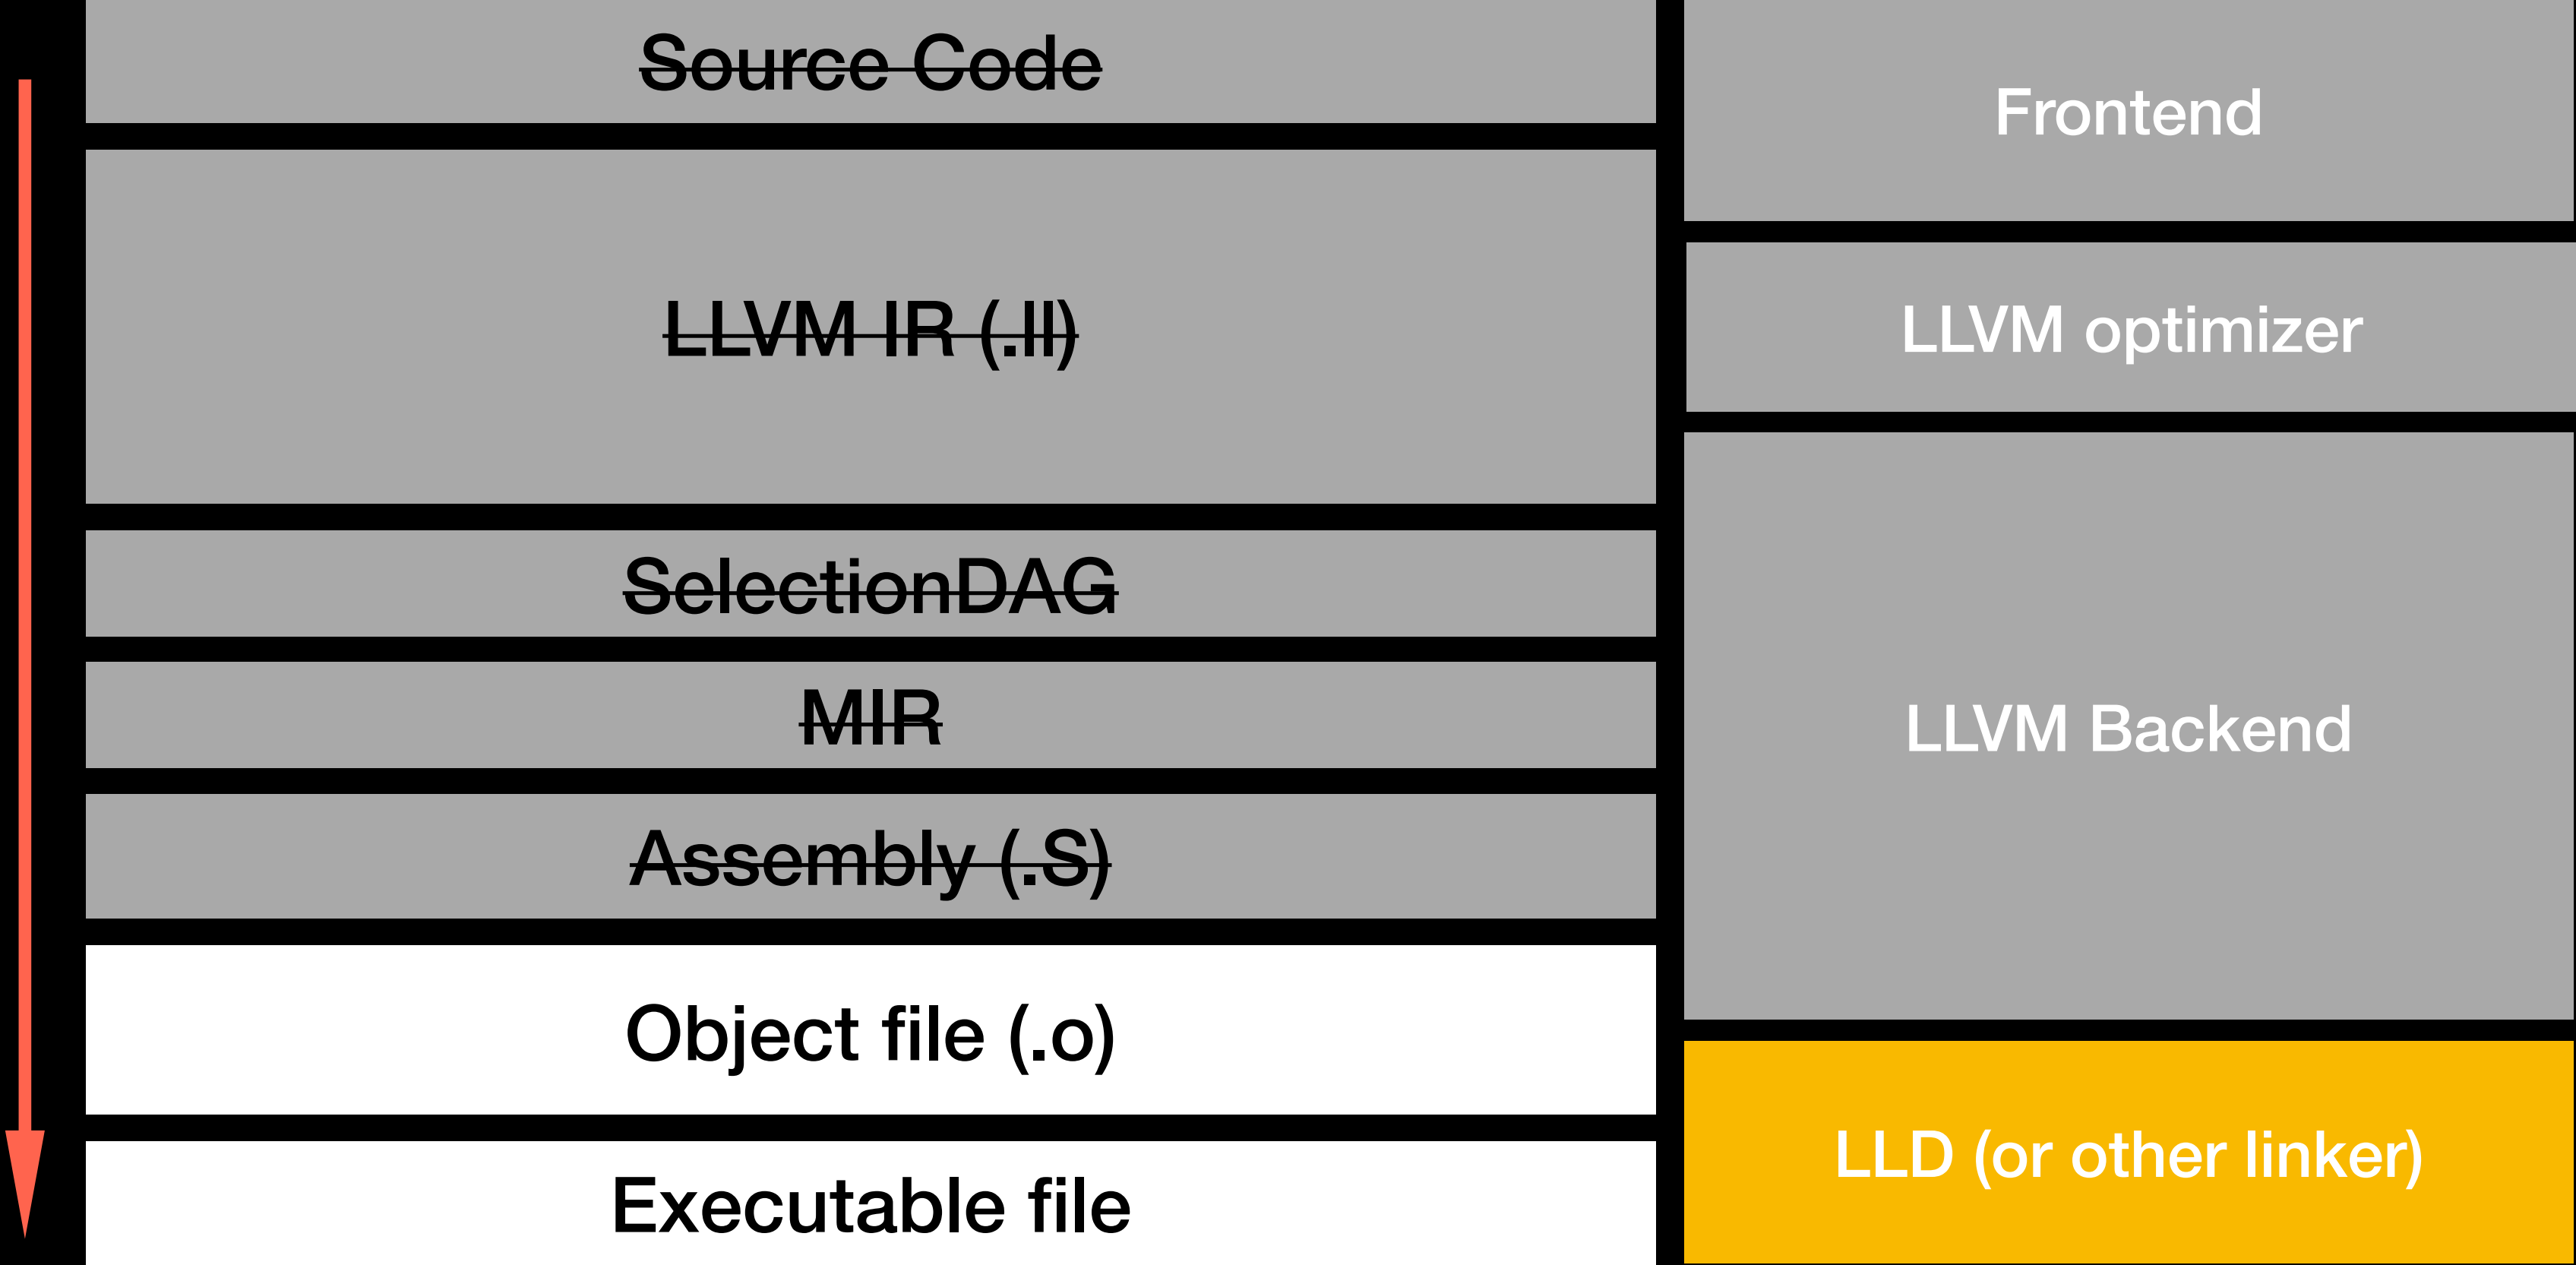 Source Code
LLVM IR (.ll)
SelectionDAG
MIR
Assembly (.S)
Object file (.o)
Executable file
Frontend
LLVM optimizer
LLVM Backend
LLD (or other linker)